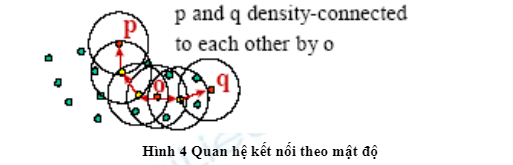 p and q density-connected
to each other by o
p
o
q
Hình 4 Quan hệ kết nối theo mật độ